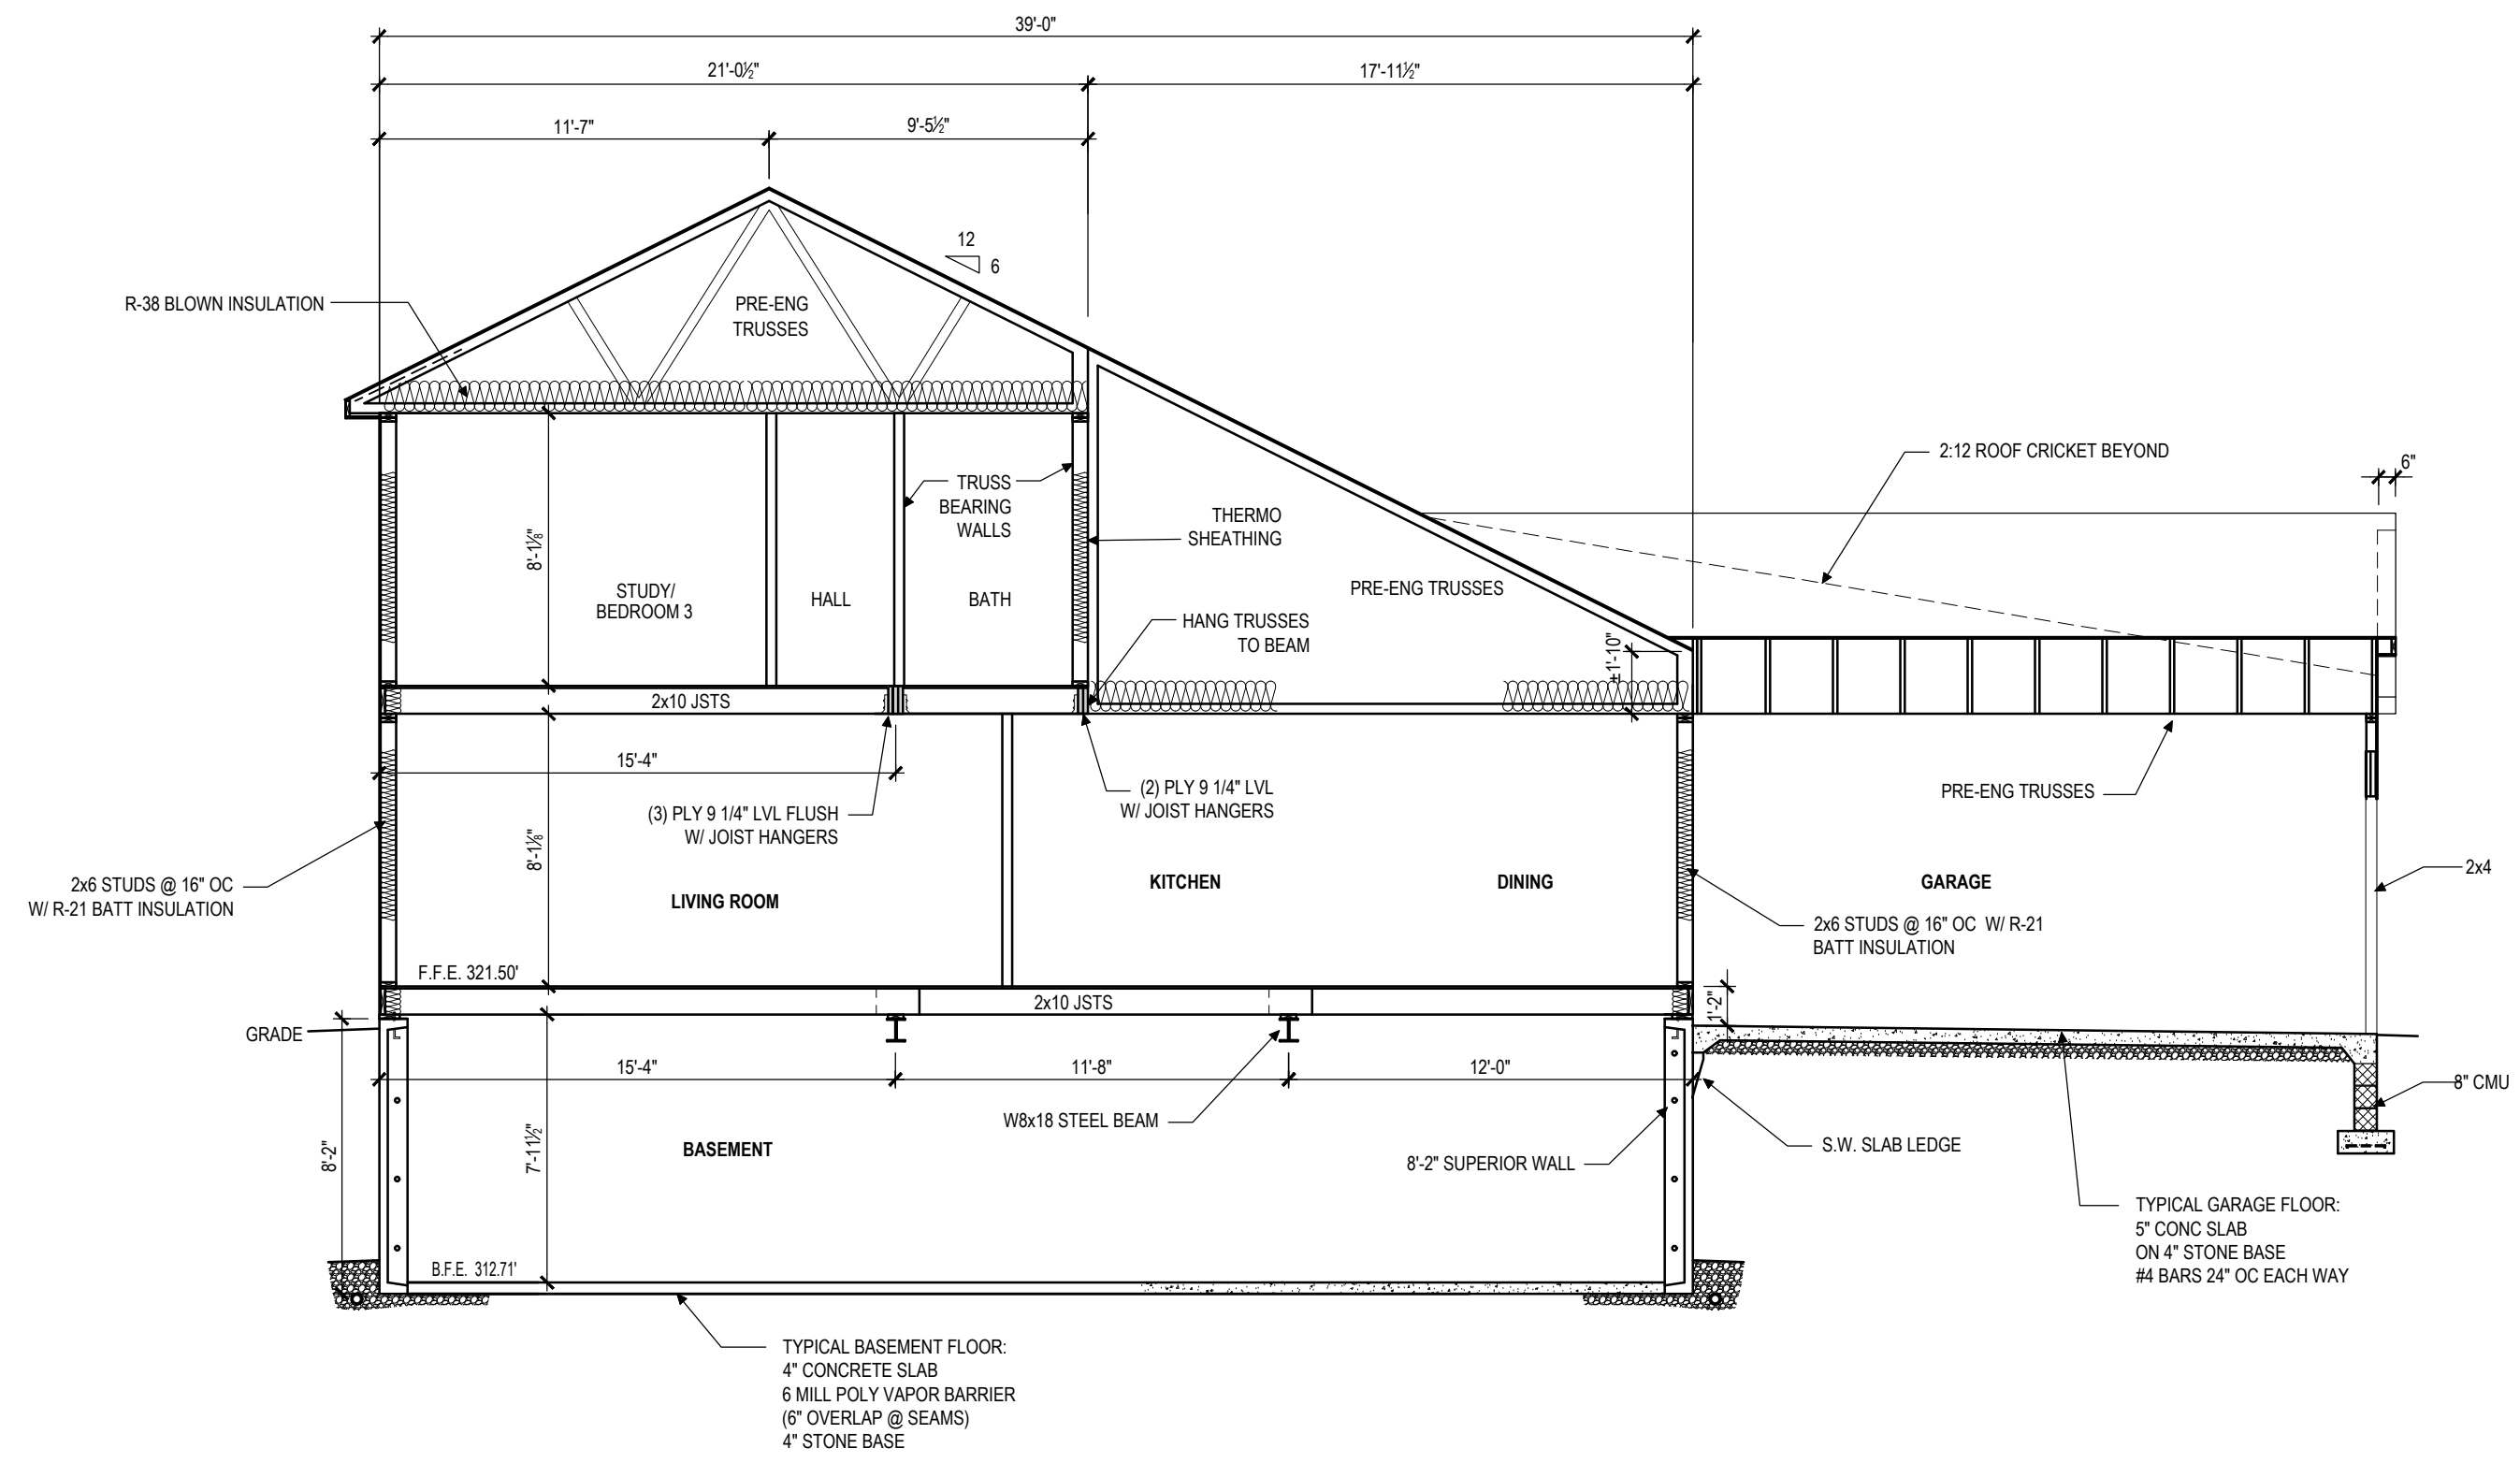 39'-0"
21'-0½"
17'-11½"
11'-7"
9'-5½"
12
6
R-38 BLOWN INSULATION
PRE-ENG
TRUSSES
2:12 ROOF CRICKET BEYOND
6"
TRUSS
BEARING
WALLS
THERMO
SHEATHING
8'-1⅛"
STUDY/
BEDROOM 3
HALL
BATH
PRE-ENG TRUSSES
HANG TRUSSES
TO BEAM
±1'-10"
2x10 JSTS
15'-4"
(3) PLY 9 1/4" LVL FLUSH
W/ JOIST HANGERS
(2) PLY 9 1/4" LVL
W/ JOIST HANGERS
PRE-ENG TRUSSES
8'-1⅛"
2x6 STUDS @ 16" OC
W/ R-21 BATT INSULATION
LIVING ROOM
KITCHEN
DINING
GARAGE
2x4
2x6 STUDS @ 16" OC W/ R-21
BATT INSULATION
F.F.E. 321.50'
2x10 JSTS
1'-2"
GRADE
15'-4"
11'-8"
12'-0"
8" CMU
W8x18 STEEL BEAM
8'-2"
7'-11½"
BASEMENT
8'-2" SUPERIOR WALL
S.W. SLAB LEDGE
B.F.E. 312.71'
TYPICAL GARAGE FLOOR:
5" CONC SLAB
ON 4" STONE BASE
#4 BARS 24" OC EACH WAY
TYPICAL BASEMENT FLOOR:
4" CONCRETE SLAB
6 MILL POLY VAPOR BARRIER
(6" OVERLAP @ SEAMS)
4" STONE BASE